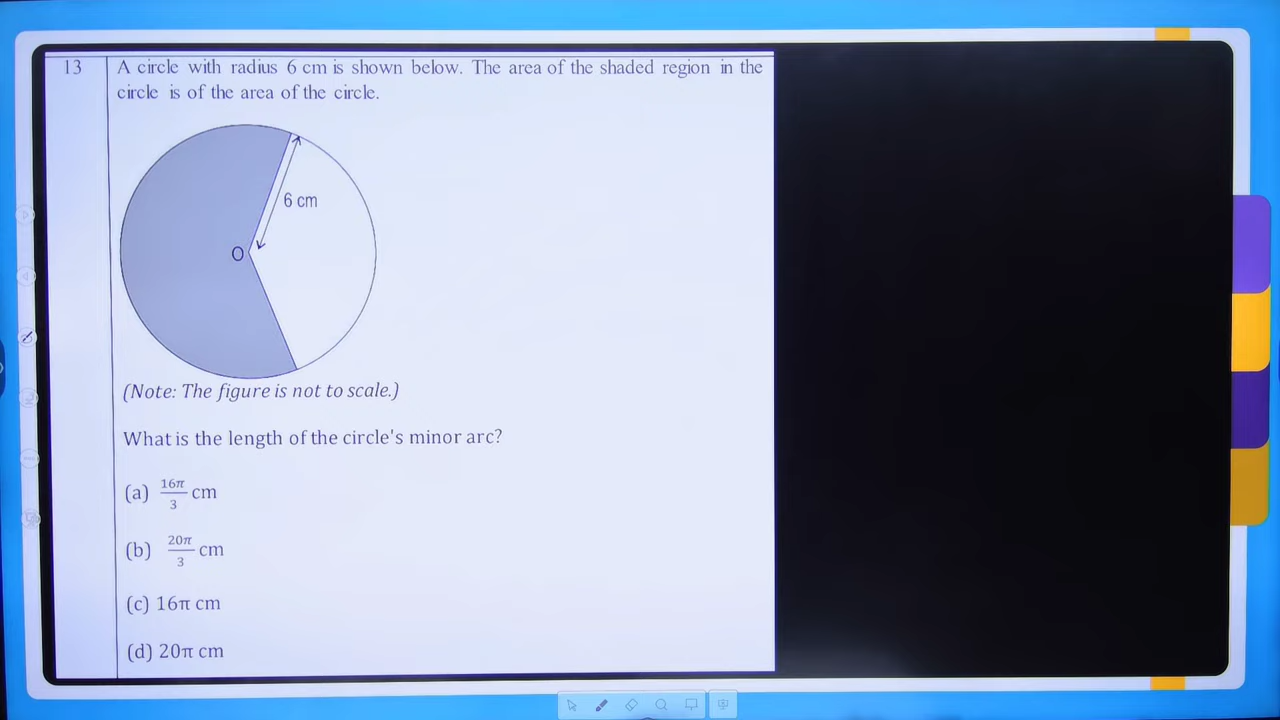 13 A circle with radius 6 cm is shown below. The area of the shaded region in the
circle is of the area of the circle.
6 cm
O
(Note: The figure is not to scale.)
What is the length of the circle's minor arc?
(a) 16π/3 cm
(b) 20π/3 cm
(c) 16π cm
(d) 20π cm